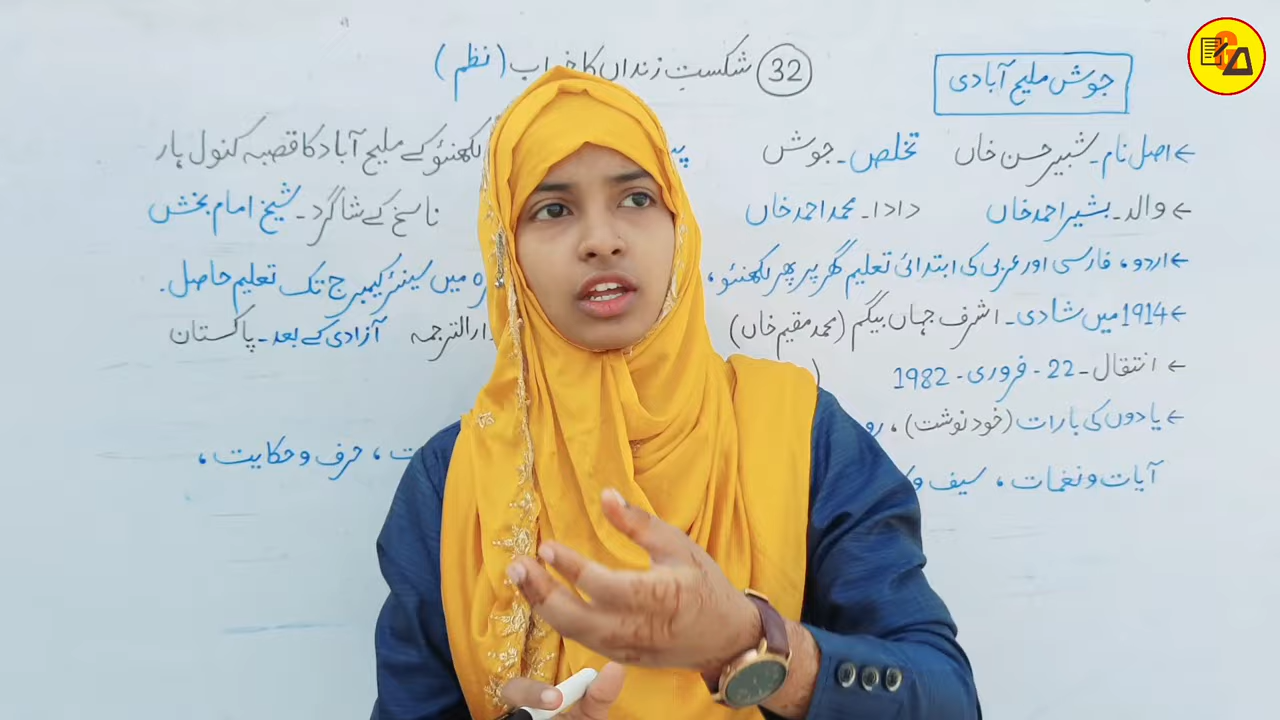 جوش ملیح آبادی
32 شکستِ زنداں کا خواب (نظم)
← اصل نام۔ شبیر حسن خاں تخلص۔ جوش لکھنئو کے ملیح آباد کا قصبہ کنول ہار
← والد۔ بشیر احمد خاں دادا۔ محمد احمد خاں ناسخ کے شاگرد۔ شیخ امام بخش
← اردو، فارسی اور عربی کی ابتدائی تعلیم گھر پر پھر لکھنئو، میں سینئر کیمبرج تک تعلیم حاصل.
← 1914 میں شادی۔ اشرف جہاں بیگم (محمد مقیم خاں) دارالترجمہ آزادی کے بعد۔ پاکستان
← انتقال۔ 22 - فروری - 1982
← یادوں کی بارات (خود نوشت)، حرف و حکایت،
آیات و نغمات، سیف و